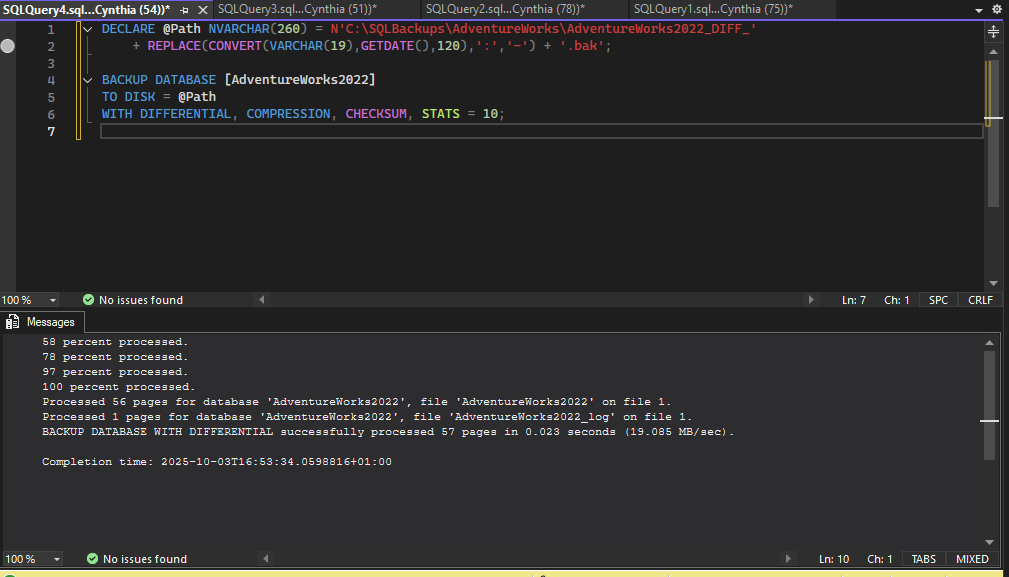 SQLQuery4.sql...Cynthia (54))* SQLQuery3.sql...Cynthia (51))* SQLQuery2.sql...Cynthia (78))* SQLQuery1.sql...Cynthia (75))*
1 DECLARE @Path NVARCHAR(260) = N'C:\SQLBackups\AdventureWorks\AdventureWorks2022_DIFF_'
2 + REPLACE(CONVERT(VARCHAR(19),GETDATE(),120),':','-') + '.bak';
3
4 BACKUP DATABASE [AdventureWorks2022]
5 TO DISK = @Path
6 WITH DIFFERENTIAL, COMPRESSION, CHECKSUM, STATS = 10;
7
100 % No issues found Ln: 7 Ch: 1 SPC CRLF
Messages
58 percent processed.
78 percent processed.
97 percent processed.
100 percent processed.
Processed 56 pages for database 'AdventureWorks2022', file 'AdventureWorks2022' on file 1.
Processed 1 pages for database 'AdventureWorks2022', file 'AdventureWorks2022_log' on file 1.
BACKUP DATABASE WITH DIFFERENTIAL successfully processed 57 pages in 0.023 seconds (19.085 MB/sec).
Completion time: 2025-10-03T16:53:34.0598816+01:00
100 % No issues found Ln: 10 Ch: 1 TABS MIXED